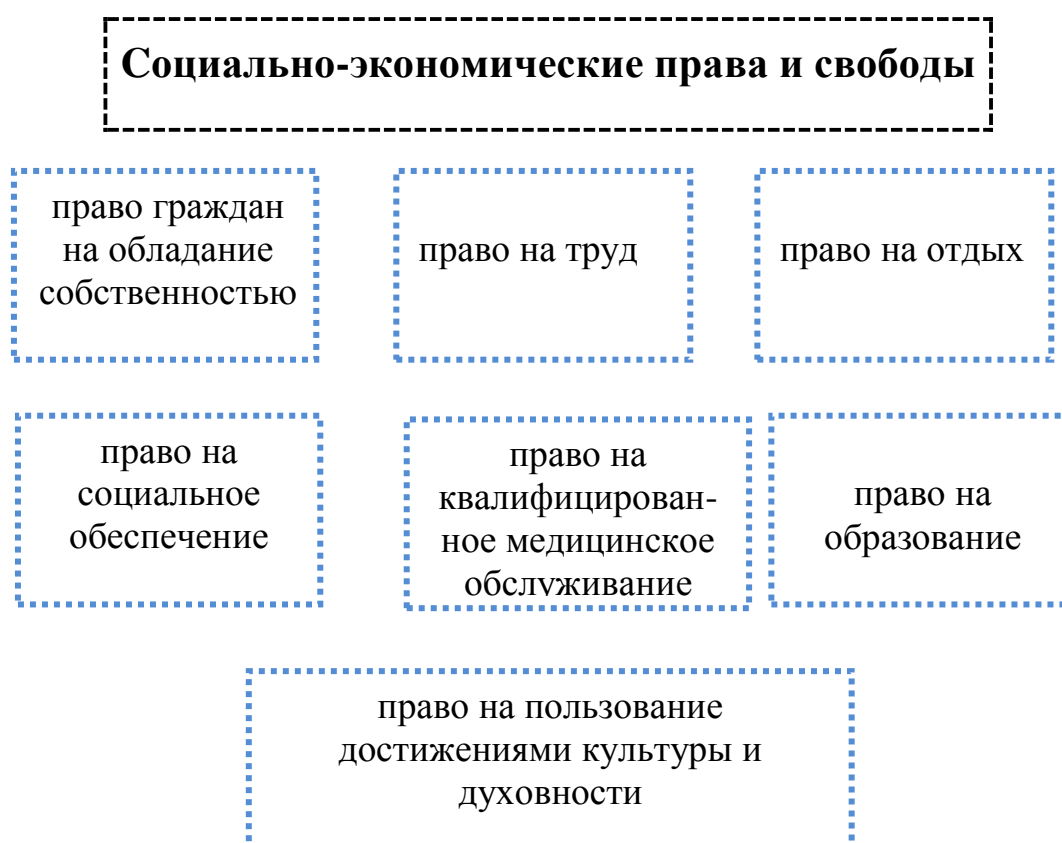 Социально-экономические права и свободы
право граждан
на обладание
собственностью
право на труд
право на отдых
право на
социальное
обеспечение
право на
квалифицирован-
ное медицинское
обслуживание
право на
образование
право на пользование
достижениями культуры и
духовности